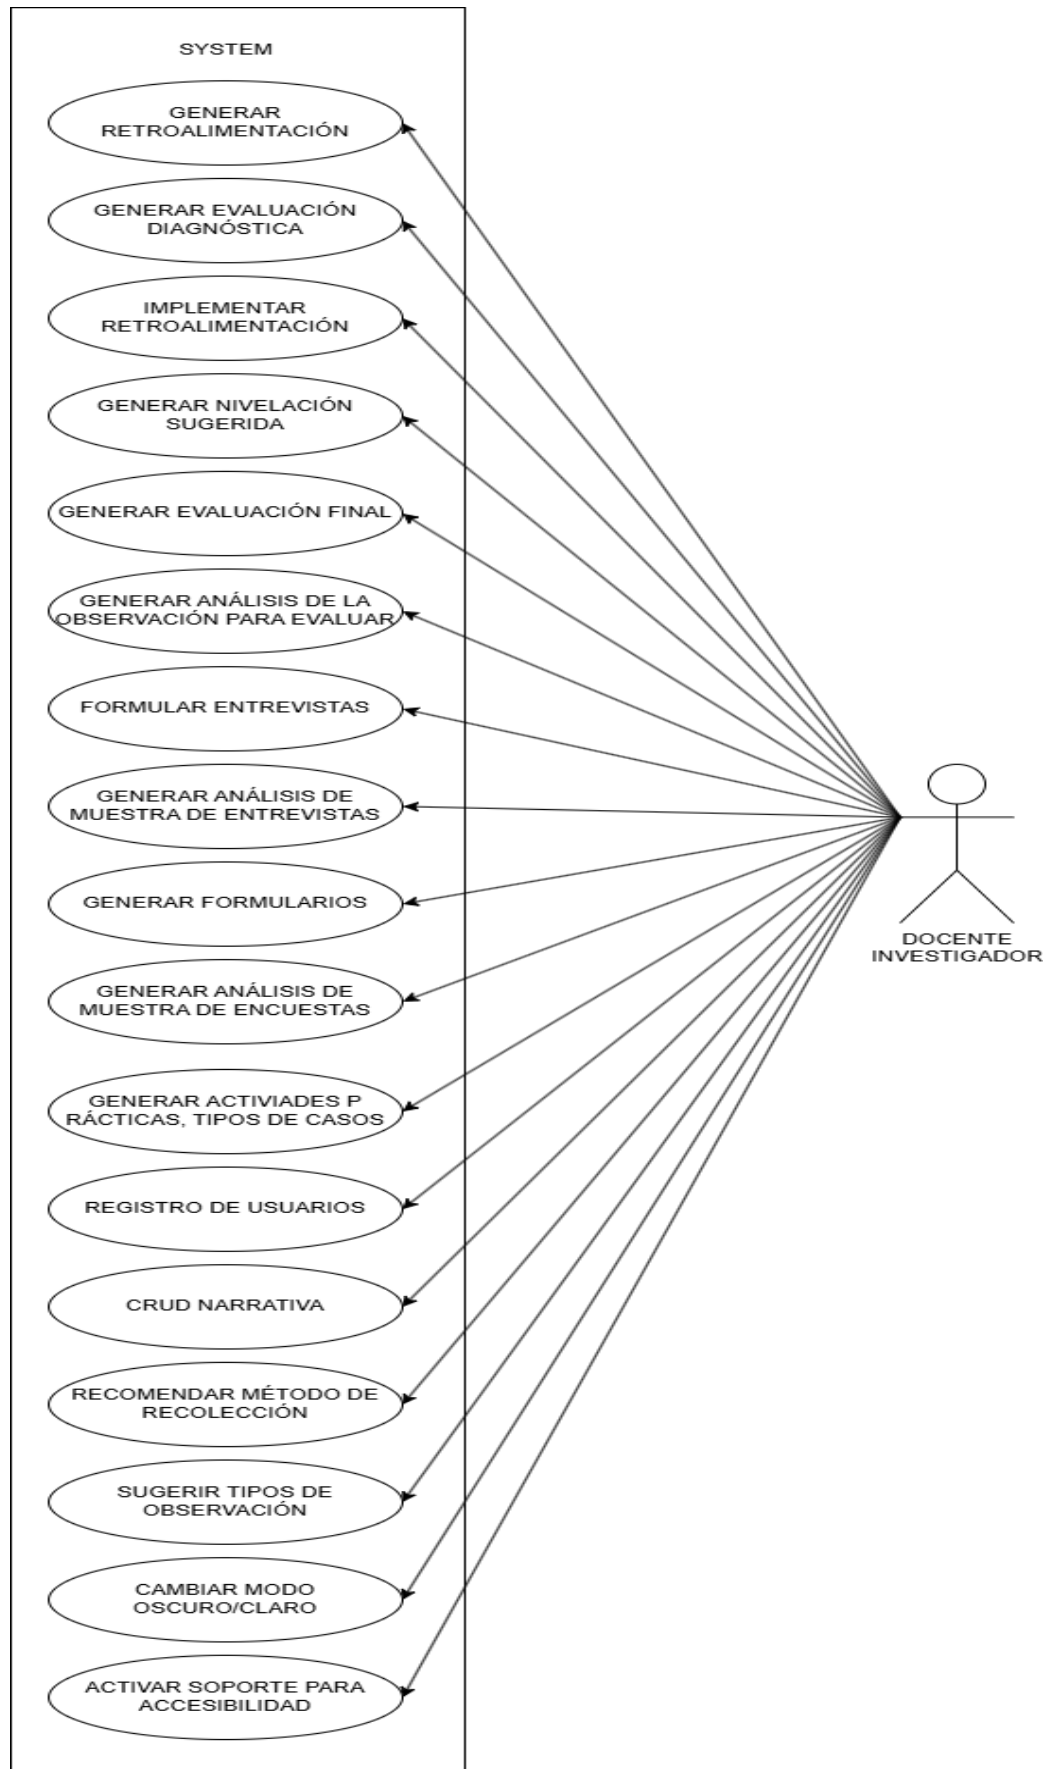 SYSTEM
GENERAR
RETROALIMENTACIÓN
GENERAR EVALUACIÓN
DIAGNÓSTICA
IMPLEMENTAR
RETROALIMENTACIÓN
GENERAR NIVELACIÓN
SUGERIDA
GENERAR EVALUACIÓN FINAL
GENERAR ANÁLISIS DE LA
OBSERVACIÓN PARA EVALUAR
FORMULAR ENTREVISTAS
GENERAR ANÁLISIS DE
MUESTRA DE ENTREVISTAS
GENERAR FORMULARIOS
GENERAR ANÁLISIS DE
MUESTRA DE ENCUESTAS
GENERAR ACTIVIADES P
RÁCTICAS, TIPOS DE CASOS
REGISTRO DE USUARIOS
CRUD NARRATIVA
RECOMENDAR MÉTODO DE
RECOLECCIÓN
SUGERIR TIPOS DE
OBSERVACIÓN
CAMBIAR MODO
OSCURO/CLARO
ACTIVAR SOPORTE PARA
ACCESIBILIDAD
DOCENTE
INVESTIGADOR